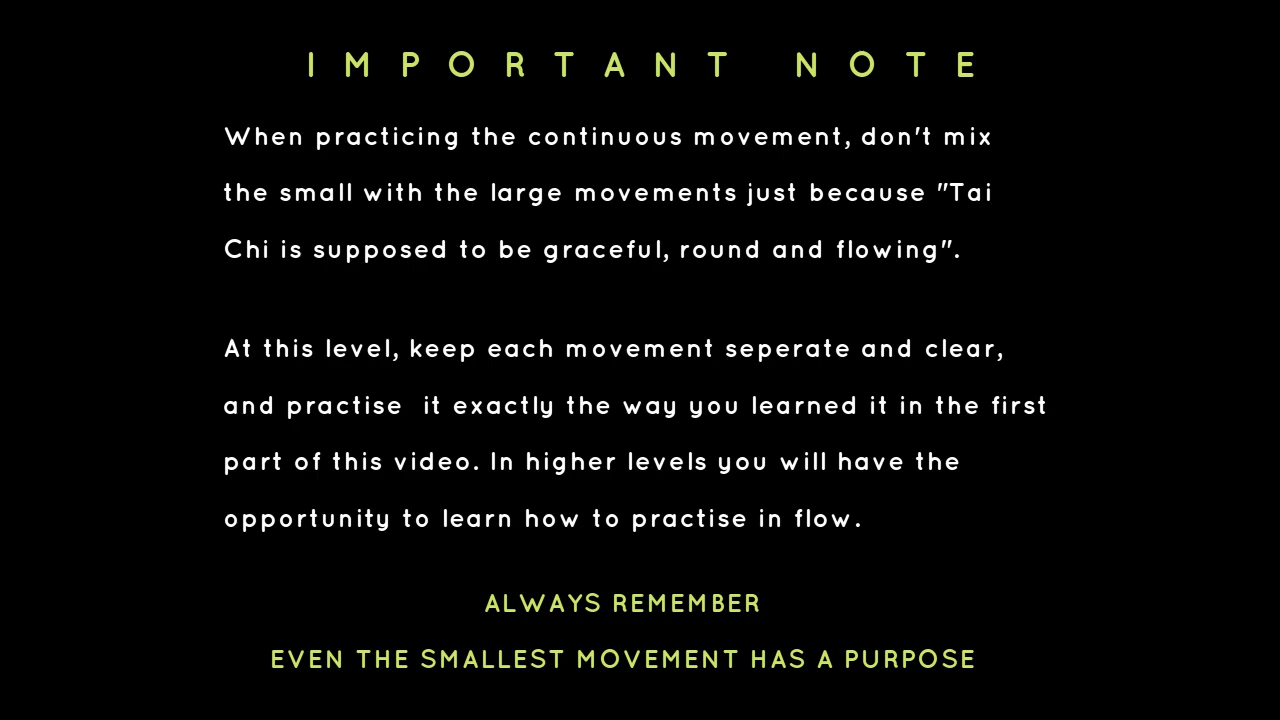 IMPORTANT NOTE
When practicing the continuous movement, don't mix
the small with the large movements just because "Tai
Chi is supposed to be graceful, round and flowing".
At this level, keep each movement seperate and clear,
and practise  it exactly the way you learned it in the first
part of this video. In higher levels you will have the
opportunity to learn how to practise in flow.
ALWAYS REMEMBER
EVEN THE SMALLEST MOVEMENT HAS A PURPOSE